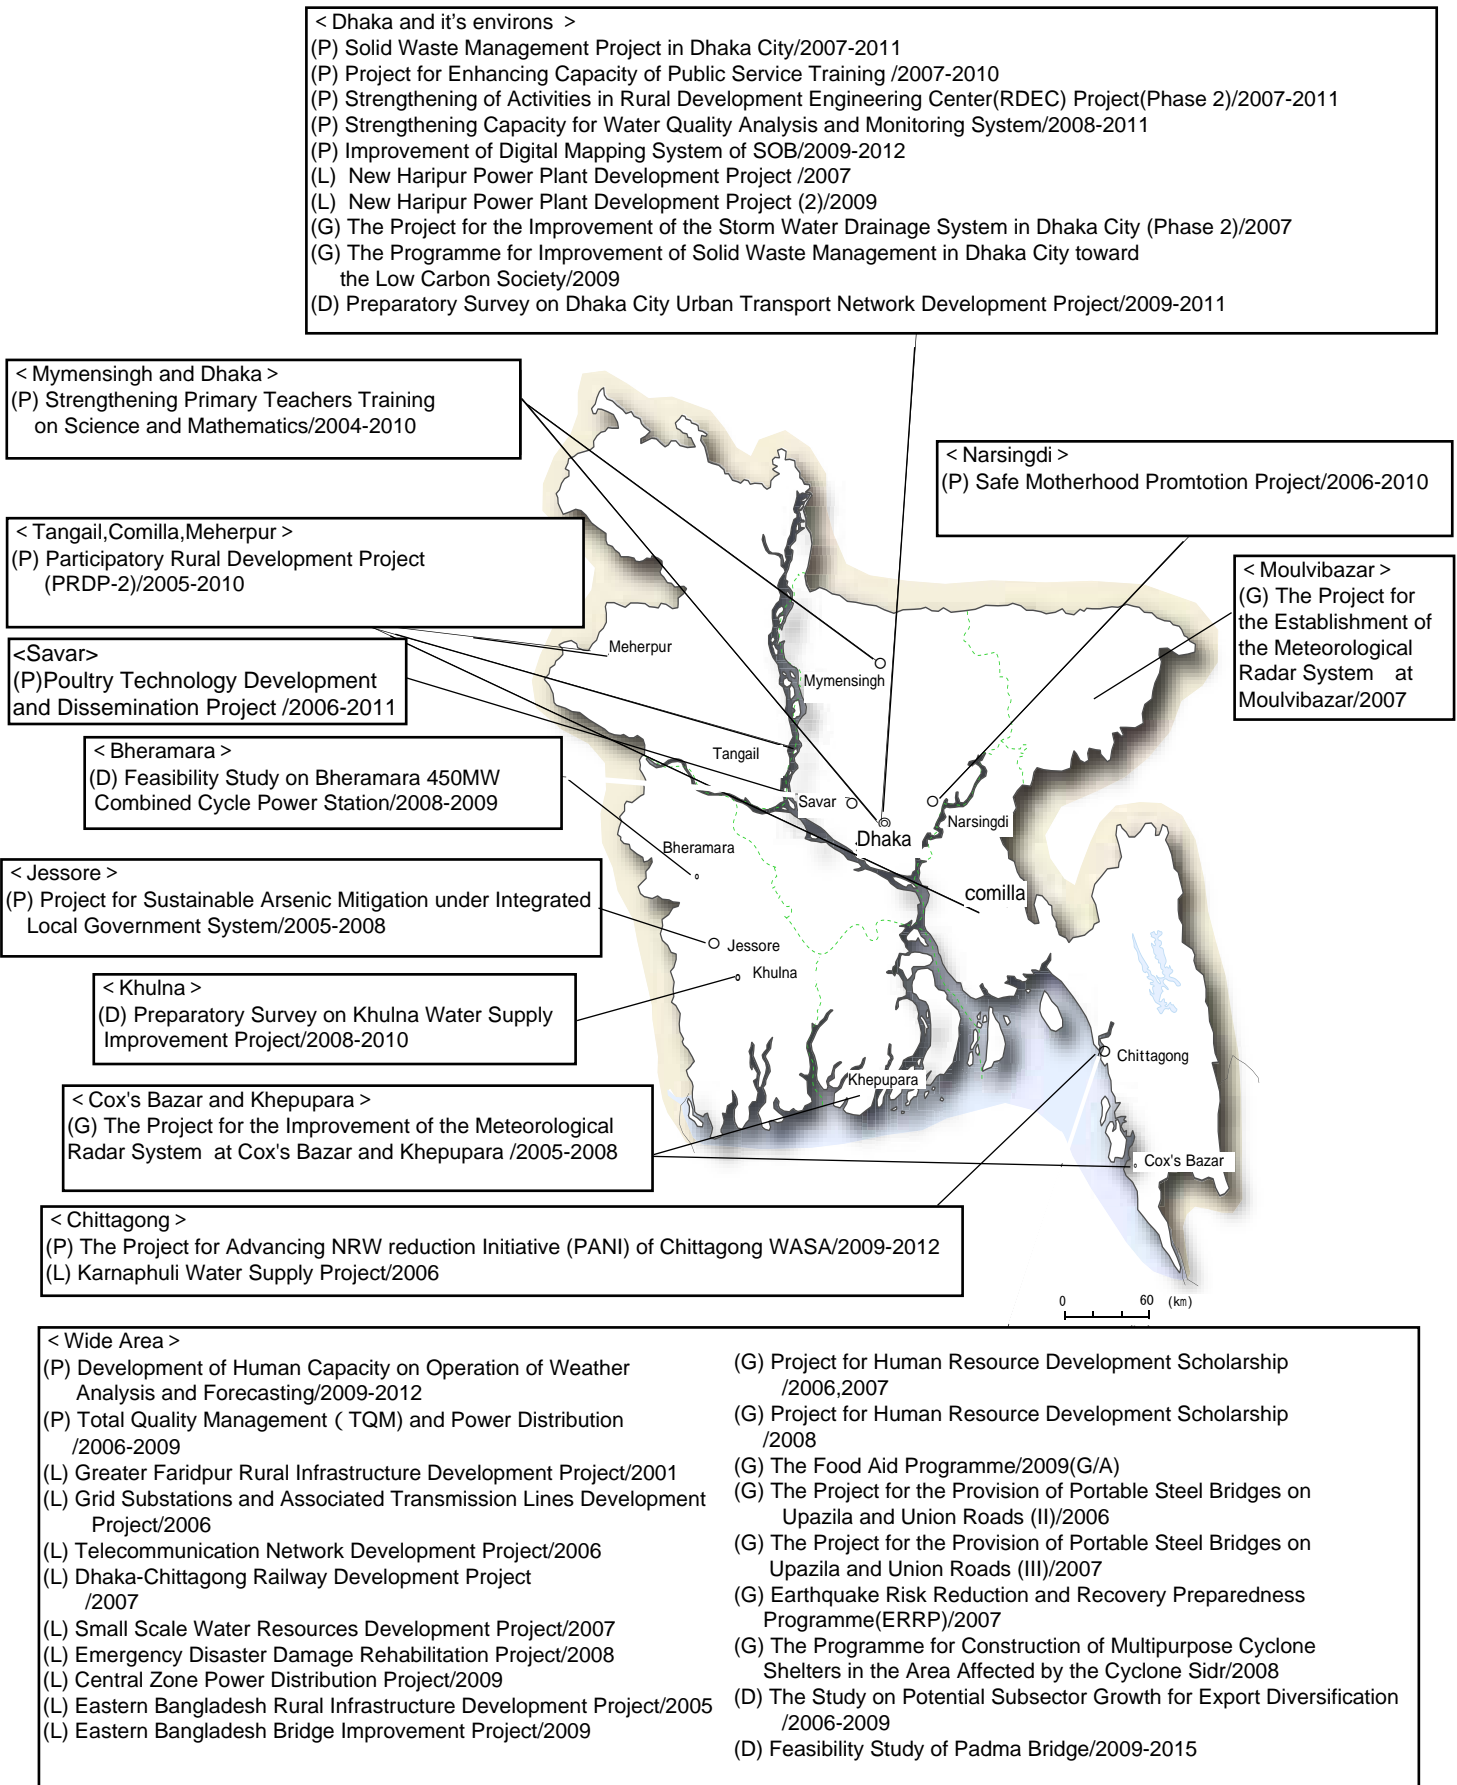 < Dhaka and it's environs >
(P) Solid Waste Management Project in Dhaka City/2007-2011
(P) Project for Enhancing Capacity of Public Service Training /2007-2010
(P) Strengthening of Activities in Rural Development Engineering Center(RDEC) Project(Phase 2)/2007-2011
(P) Strengthening Capacity for Water Quality Analysis and Monitoring System/2008-2011
(P) Improvement of Digital Mapping System of SOB/2009-2012
(L) New Haripur Power Plant Development Project /2007
(L) New Haripur Power Plant Development Project (2)/2009
(G) The Project for the Improvement of the Storm Water Drainage System in Dhaka City (Phase 2)/2007
(G) The Programme for Improvement of Solid Waste Management in Dhaka City toward
the Low Carbon Society/2009
(D) Preparatory Survey on Dhaka City Urban Transport Network Development Project/2009-2011
< Mymensingh and Dhaka >
(P) Strengthening Primary Teachers Training
on Science and Mathematics/2004-2010
< Narsingdi >
(P) Safe Motherhood Promtotion Project/2006-2010
< Tangail,Comilla,Meherpur >
(P) Participatory Rural Development Project
(PRDP-2)/2005-2010
< Moulvibazar >
(G) The Project for
the Establishment of
the Meteorological
Radar System at
Moulvibazar/2007
<Savar>
(P)Poultry Technology Development
and Dissemination Project /2006-2011
< Bheramara >
(D) Feasibility Study on Bheramara 450MW
Combined Cycle Power Station/2008-2009
< Jessore >
(P) Project for Sustainable Arsenic Mitigation under Integrated
Local Government System/2005-2008
< Khulna >
(D) Preparatory Survey on Khulna Water Supply
Improvement Project/2008-2010
< Cox's Bazar and Khepupara >
(G) The Project for the Improvement of the Meteorological
Radar System at Cox's Bazar and Khepupara /2005-2008
< Chittagong >
(P) The Project for Advancing NRW reduction Initiative (PANI) of Chittagong WASA/2009-2012
(L) Karnaphuli Water Supply Project/2006
Meherpur
Mymensingh
Tangail
Savar
Narsingdi
Dhaka
Bheramara
comilla
Jessore
Khulna
Chittagong
Khepupara
Cox's Bazar
0 60 (km)
< Wide Area >
(P) Development of Human Capacity on Operation of Weather
Analysis and Forecasting/2009-2012
(P) Total Quality Management ( TQM) and Power Distribution
/2006-2009
(L) Greater Faridpur Rural Infrastructure Development Project/2001
(L) Grid Substations and Associated Transmission Lines Development
Project/2006
(L) Telecommunication Network Development Project/2006
(L) Dhaka-Chittagong Railway Development Project
/2007
(L) Small Scale Water Resources Development Project/2007
(L) Emergency Disaster Damage Rehabilitation Project/2008
(L) Central Zone Power Distribution Project/2009
(L) Eastern Bangladesh Rural Infrastructure Development Project/2005
(L) Eastern Bangladesh Bridge Improvement Project/2009
(G) Project for Human Resource Development Scholarship
/2006,2007
(G) Project for Human Resource Development Scholarship
/2008
(G) The Food Aid Programme/2009(G/A)
(G) The Project for the Provision of Portable Steel Bridges on
Upazila and Union Roads (II)/2006
(G) The Project for the Provision of Portable Steel Bridges on
Upazila and Union Roads (III)/2007
(G) Earthquake Risk Reduction and Recovery Preparedness
Programme(ERRP)/2007
(G) The Programme for Construction of Multipurpose Cyclone
Shelters in the Area Affected by the Cyclone Sidr/2008
(D) The Study on Potential Subsector Growth for Export Diversification
/2006-2009
(D) Feasibility Study of Padma Bridge/2009-2015